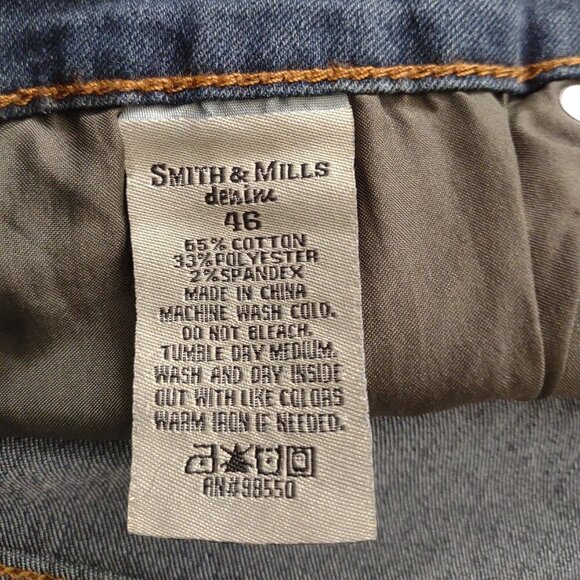 SMITH & MILLS
denim
46
65% COTTON
33% POLYESTER
2% SPANDEX
MADE IN CHINA
MACHINE WASH COLD.
DO NOT BLEACH.
TUMBLE DRY MEDIUM.
WASH AND DRY INSIDE
OUT WITH LIKE COLORS
WARM IRON IF NEEDED.
AN#98550